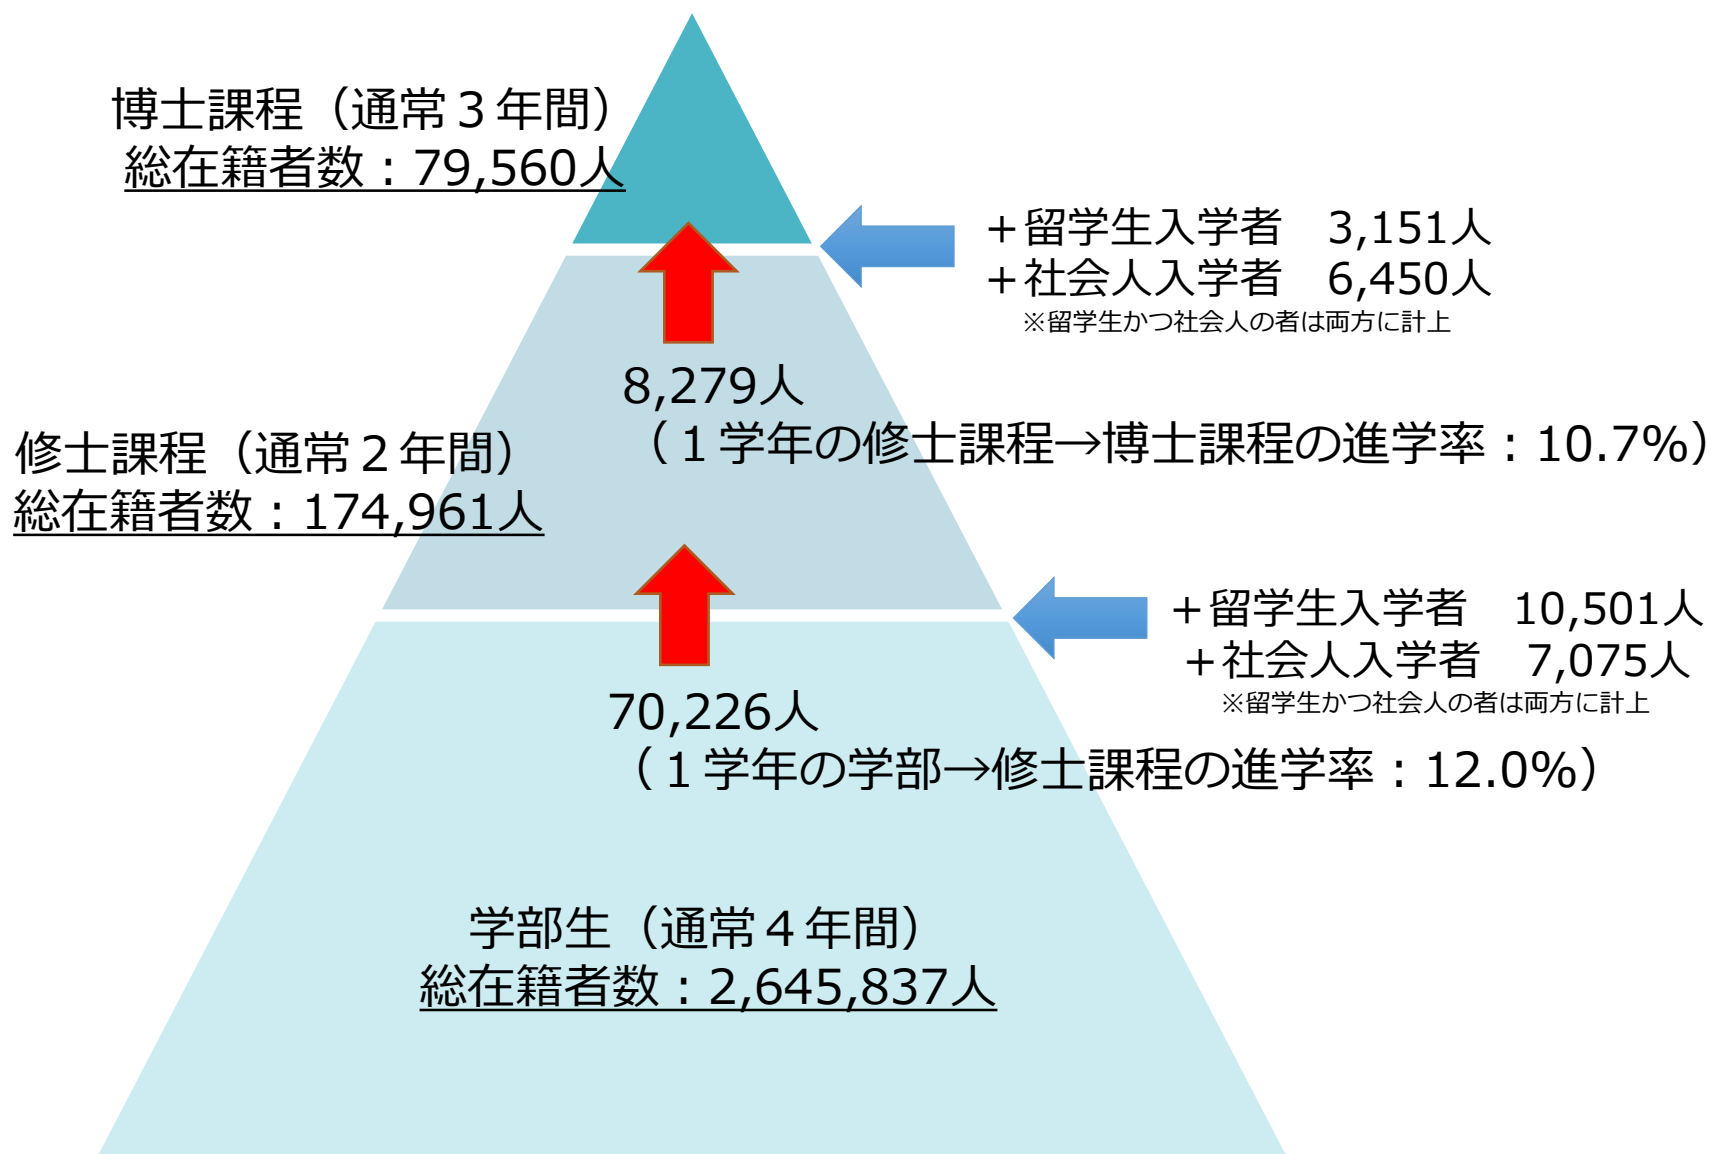 博士課程（通常３年間）
総在籍者数：79,560人
＋留学生入学者　3,151人
＋社会人入学者　6,450人
※留学生かつ社会人の者は両方に計上
8,279人
（１学年の修士課程→博士課程の進学率：10.7%）
修士課程（通常２年間）
総在籍者数：174,961人
＋留学生入学者　10,501人
＋社会人入学者　7,075人
※留学生かつ社会人の者は両方に計上
70,226人
（１学年の学部→修士課程の進学率：12.0%）
学部生（通常４年間）
総在籍者数：2,645,837人